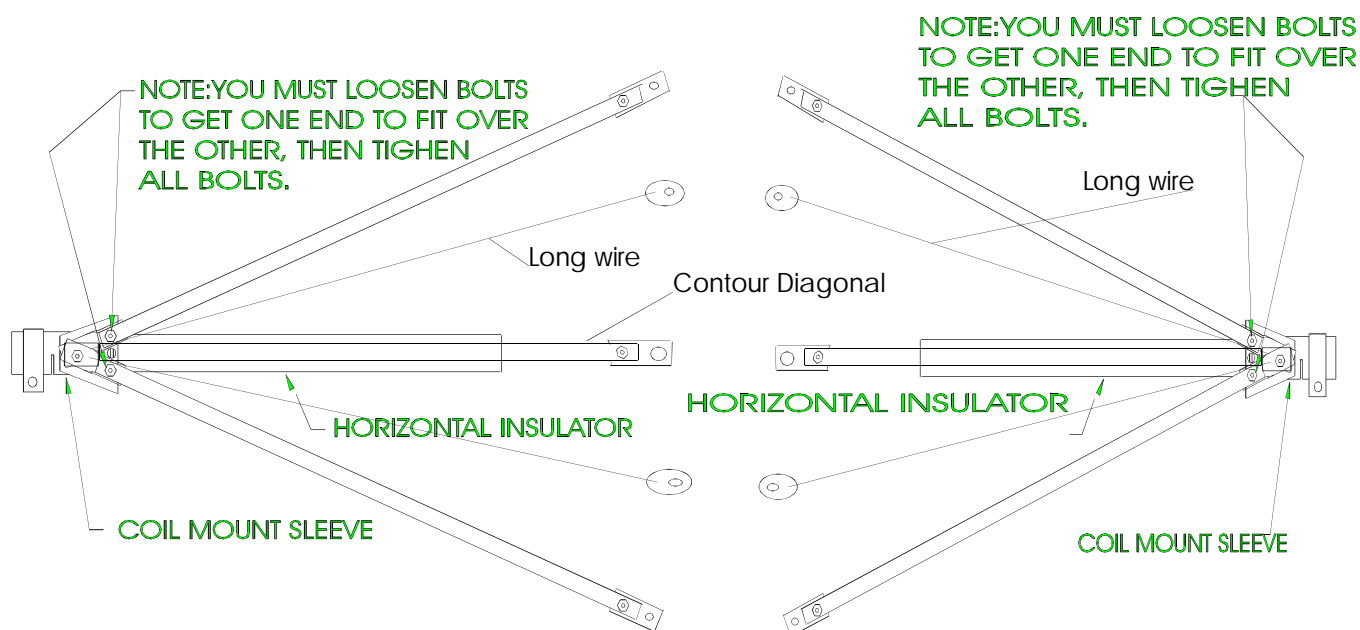 NOTE:YOU MUST LOOSEN BOLTS
TO GET ONE END TO FIT OVER
THE OTHER, THEN TIGHEN
ALL BOLTS.
NOTE:YOU MUST LOOSEN BOLTS
TO GET ONE END TO FIT OVER
THE OTHER, THEN TIGHEN
ALL BOLTS.
Long wire
Long wire
Contour Diagonal
HORIZONTAL INSULATOR
HORIZONTAL INSULATOR
COIL MOUNT SLEEVE
COIL MOUNT SLEEVE